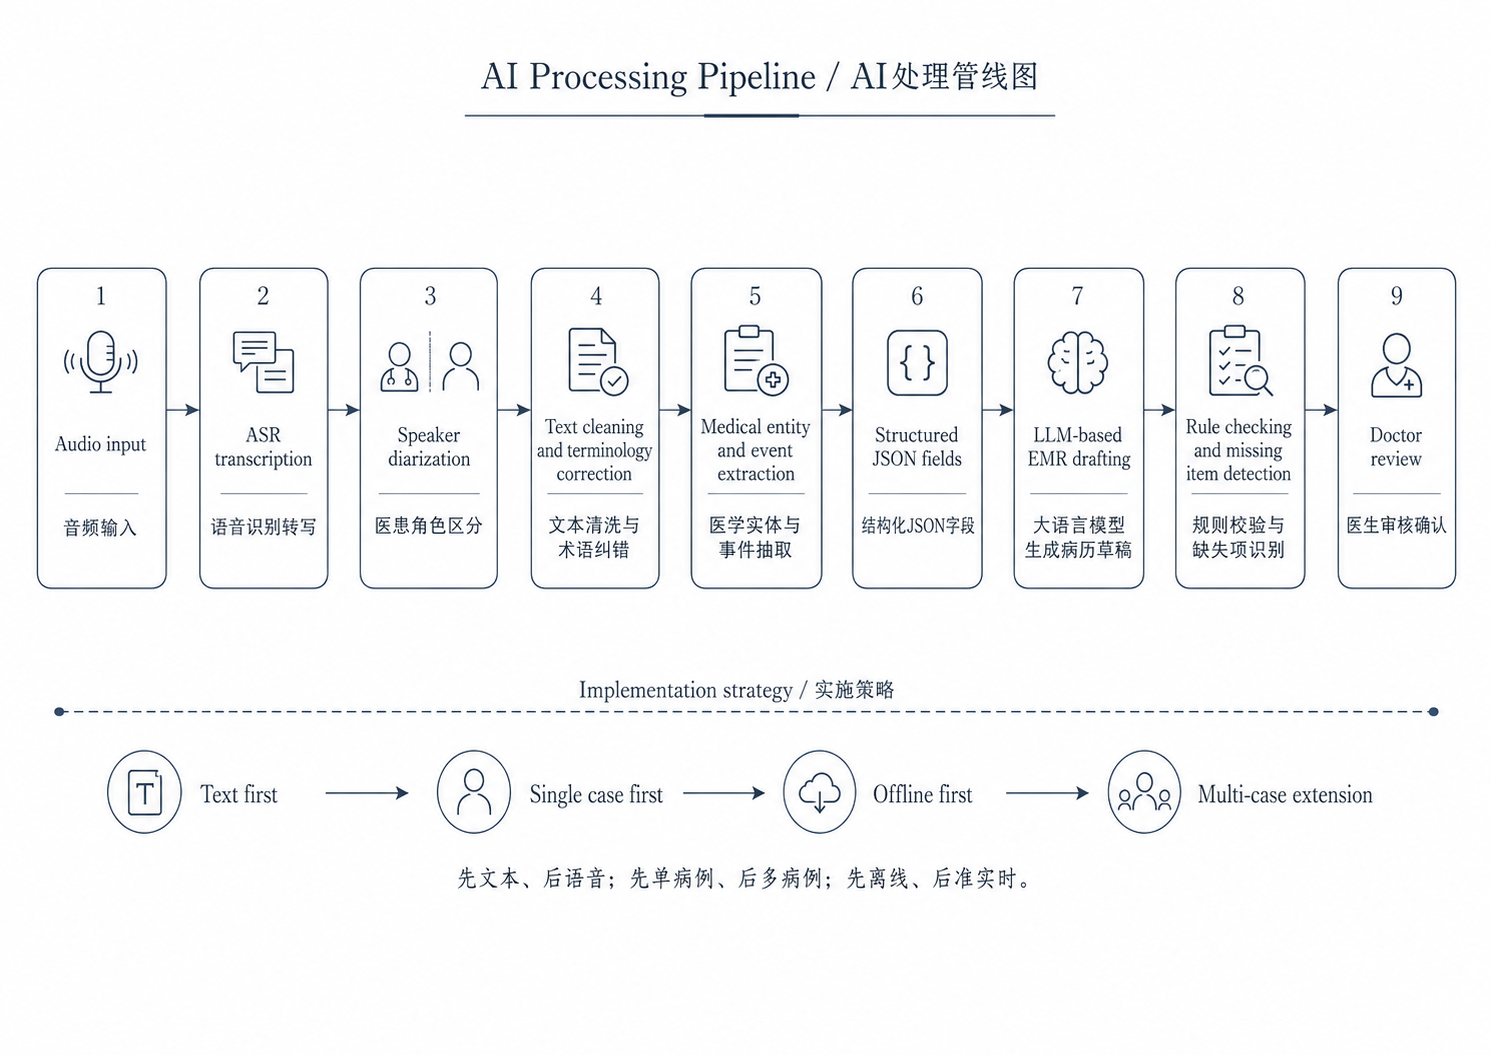 AI Processing Pipeline / AI处理管线图
1
Audio input
音频输入
2
ASR
transcription
语音识别转写
3
Speaker
diarization
医患角色区分
4
Text cleaning
and terminology
correction
文本清洗与
术语纠错
5
Medical entity
and event
extraction
医学实体与
事件抽取
6
{ }
Structured
JSON fields
结构化JSON字段
7
LLM-based
EMR drafting
大语言模型
生成病历草稿
8
Rule checking
and missing
item detection
规则校验与
缺失项识别
9
Doctor
review
医生审核确认
Implementation strategy / 实施策略
T
Text first
Single case first
Offline first
Multi-case extension
先文本、后语音；先单病例、后多病例；先离线、后准实时。